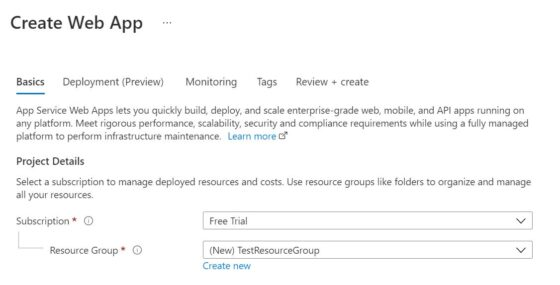 Create Web App ...
Basics Deployment (Preview) Monitoring Tags Review + create
App Service Web Apps lets you quickly build, deploy, and scale enterprise-grade web, mobile, and API apps running on
any platform. Meet rigorous performance, scalability, security and compliance requirements while using a fully managed
platform to perform infrastructure maintenance. Learn more
Project Details
Select a subscription to manage deployed resources and costs. Use resource groups like folders to organize and manage
all your resources.
Subscription * Free Trial
Resource Group * (New) TestResourceGroup
Create new